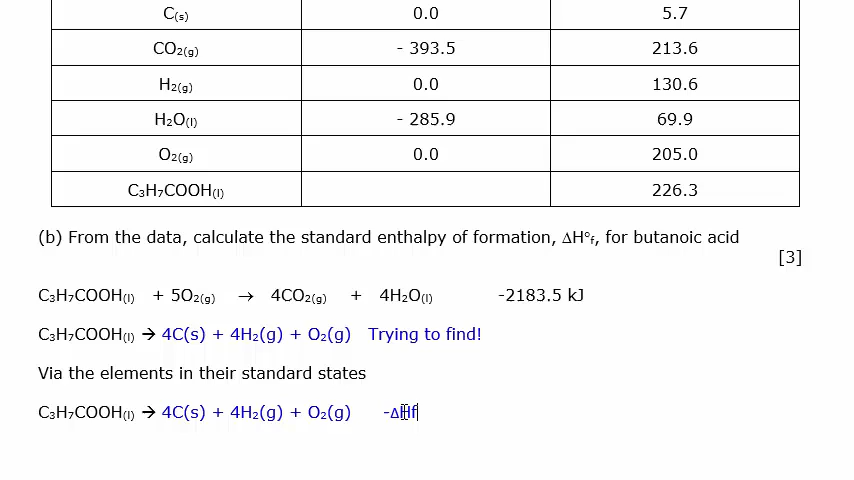 C(s) 0.0 5.7
CO2(g) - 393.5 213.6
H2(g) 0.0 130.6
H2O(l) - 285.9 69.9
O2(g) 0.0 205.0
C3H7COOH(l) 226.3
(b) From the data, calculate the standard enthalpy of formation, ΔH°f, for butanoic acid
[3]
C3H7COOH(l) + 5O2(g) → 4CO2(g) + 4H2O(l) -2183.5 kJ
C3H7COOH(l) → 4C(s) + 4H2(g) + O2(g) Trying to find!
Via the elements in their standard states
C3H7COOH(l) → 4C(s) + 4H2(g) + O2(g) -ΔHf